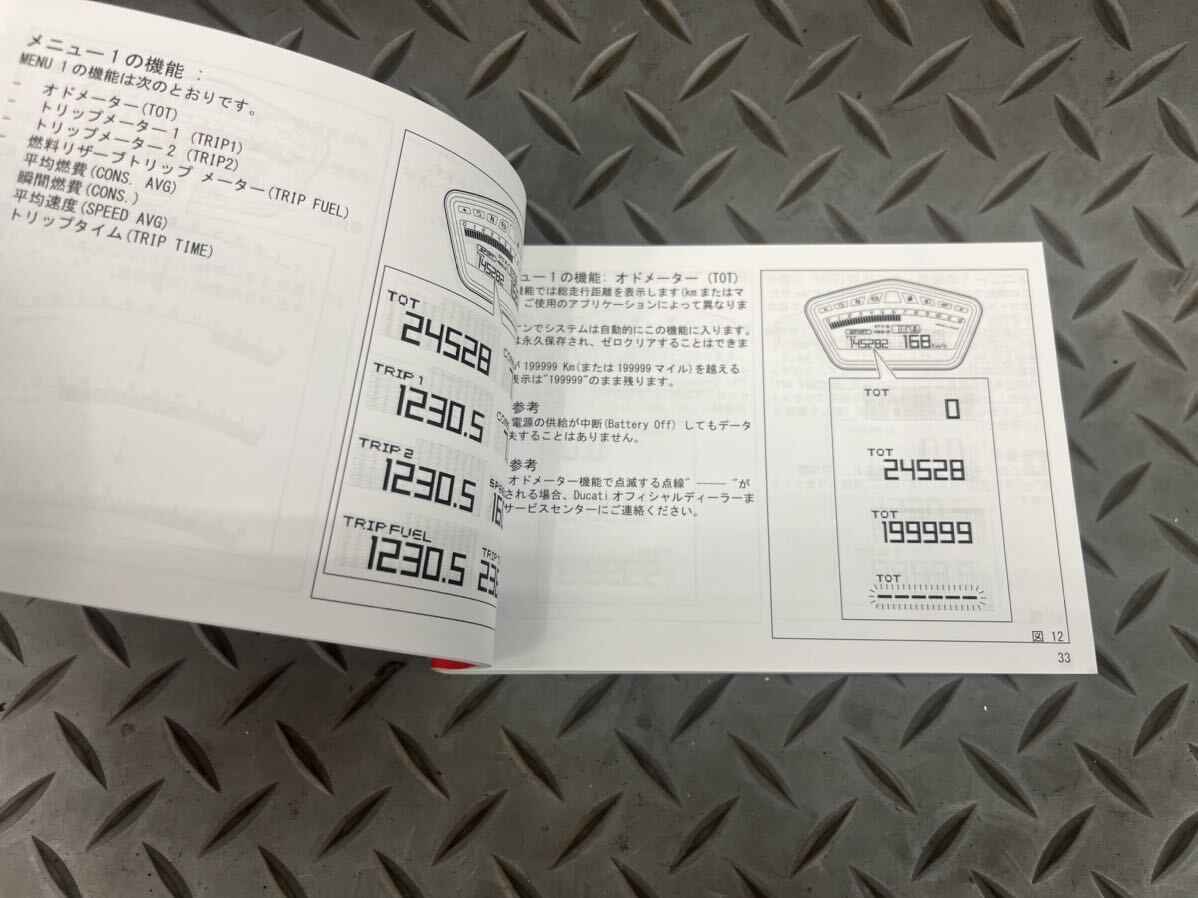 メニュー１の機能 :
MENU 1の機能は次のとおりです。
- オドメーター(TOT)
- トリップメーター1 (TRIP1)
- トリップメーター2 (TRIP2)
- 燃料リザーブトリップ メーター(TRIP FUEL)
平均燃費(CONS. AVG)
瞬間燃費(CONS.)
平均速度(SPEED AVG)
トリップタイム(TRIP TIME)
145282
TOT
24528
TRIP 1
1230.5
TRIP 2
1230.5
TRIP FUEL
1230.5
ュー１の機能: オドメーター (TOT)
機能では総走行距離を表示します(kmまたはマ
ご使用のアプリケーションによって異なりま
ーンでシステムは自動的にこの機能に入ります。
は永久保存され、ゼロクリアすることはできま
が 199999 Km(または 199999 マイル)を越える
表示は"199999"のまま残ります。
参考
電源の供給が中断(Battery Off) してもデータ
失することはありません。
参考
オドメーター機能で点滅する点線" ----- "が
される場合、Ducati オフィシャルディーラーま
サービスセンターにご連絡ください。
145282 168 Km/h
TOT
0
TOT
24528
TOT
199999
TOT
------
図 12
33